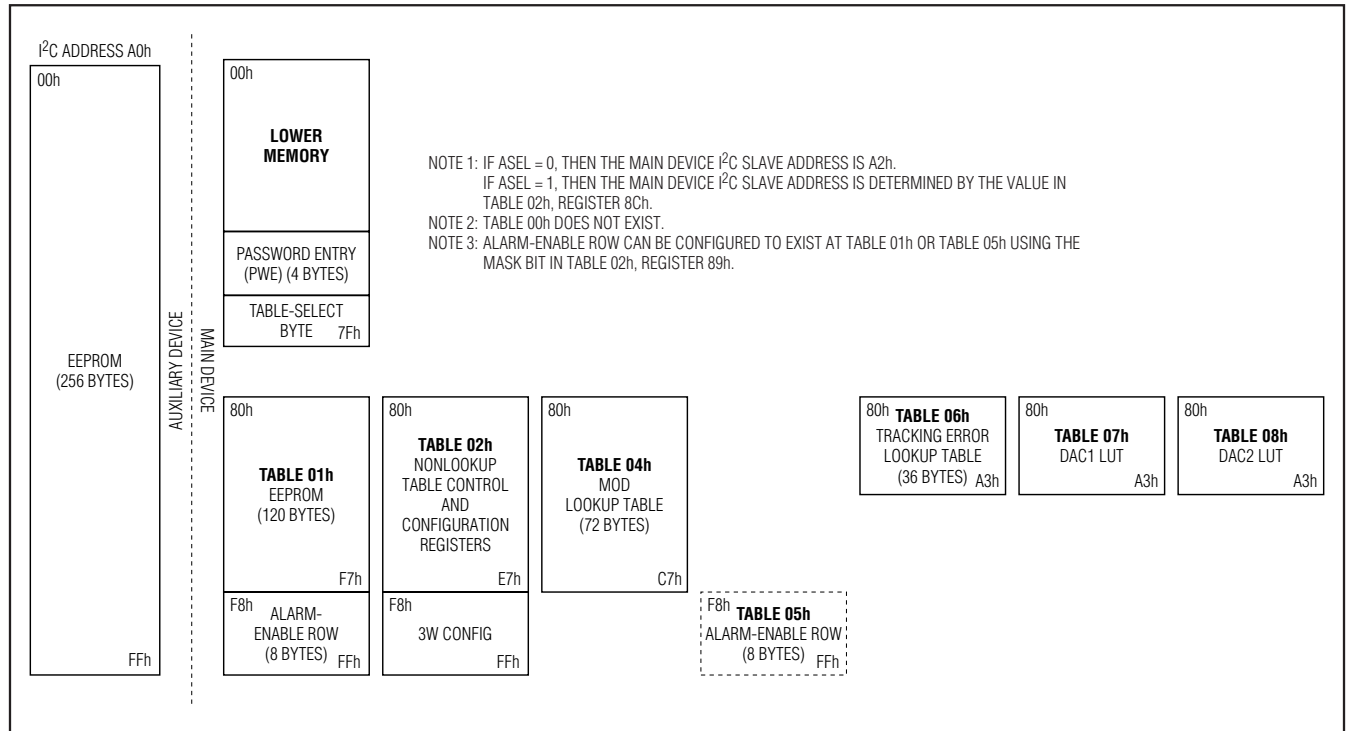 I2C ADDRESS A0h
00h
EEPROM
(256 BYTES)
FFh
AUXILIARY DEVICE
MAIN DEVICE
00h
LOWER
MEMORY
PASSWORD ENTRY
(PWE) (4 BYTES)
TABLE-SELECT
BYTE
7Fh
NOTE 1: IF ASEL = 0, THEN THE MAIN DEVICE I2C SLAVE ADDRESS IS A2h.
IF ASEL = 1, THEN THE MAIN DEVICE I2C SLAVE ADDRESS IS DETERMINED BY THE VALUE IN
TABLE 02h, REGISTER 8Ch.
NOTE 2: TABLE 00h DOES NOT EXIST.
NOTE 3: ALARM-ENABLE ROW CAN BE CONFIGURED TO EXIST AT TABLE 01h OR TABLE 05h USING THE
MASK BIT IN TABLE 02h, REGISTER 89h.
80h
TABLE 01h
EEPROM
(120 BYTES)
F7h
F8h
ALARM-
ENABLE ROW
(8 BYTES)
FFh
80h
TABLE 02h
NONLOOKUP
TABLE CONTROL
AND
CONFIGURATION
REGISTERS
E7h
F8h
3W CONFIG
FFh
80h
TABLE 04h
MOD
LOOKUP TABLE
(72 BYTES)
C7h
F8h
TABLE 05h
ALARM-ENABLE ROW
(8 BYTES)
FFh
80h
TABLE 06h
TRACKING ERROR
LOOKUP TABLE
(36 BYTES)
A3h
80h
TABLE 07h
DAC1 LUT
A3h
80h
TABLE 08h
DAC2 LUT
A3h